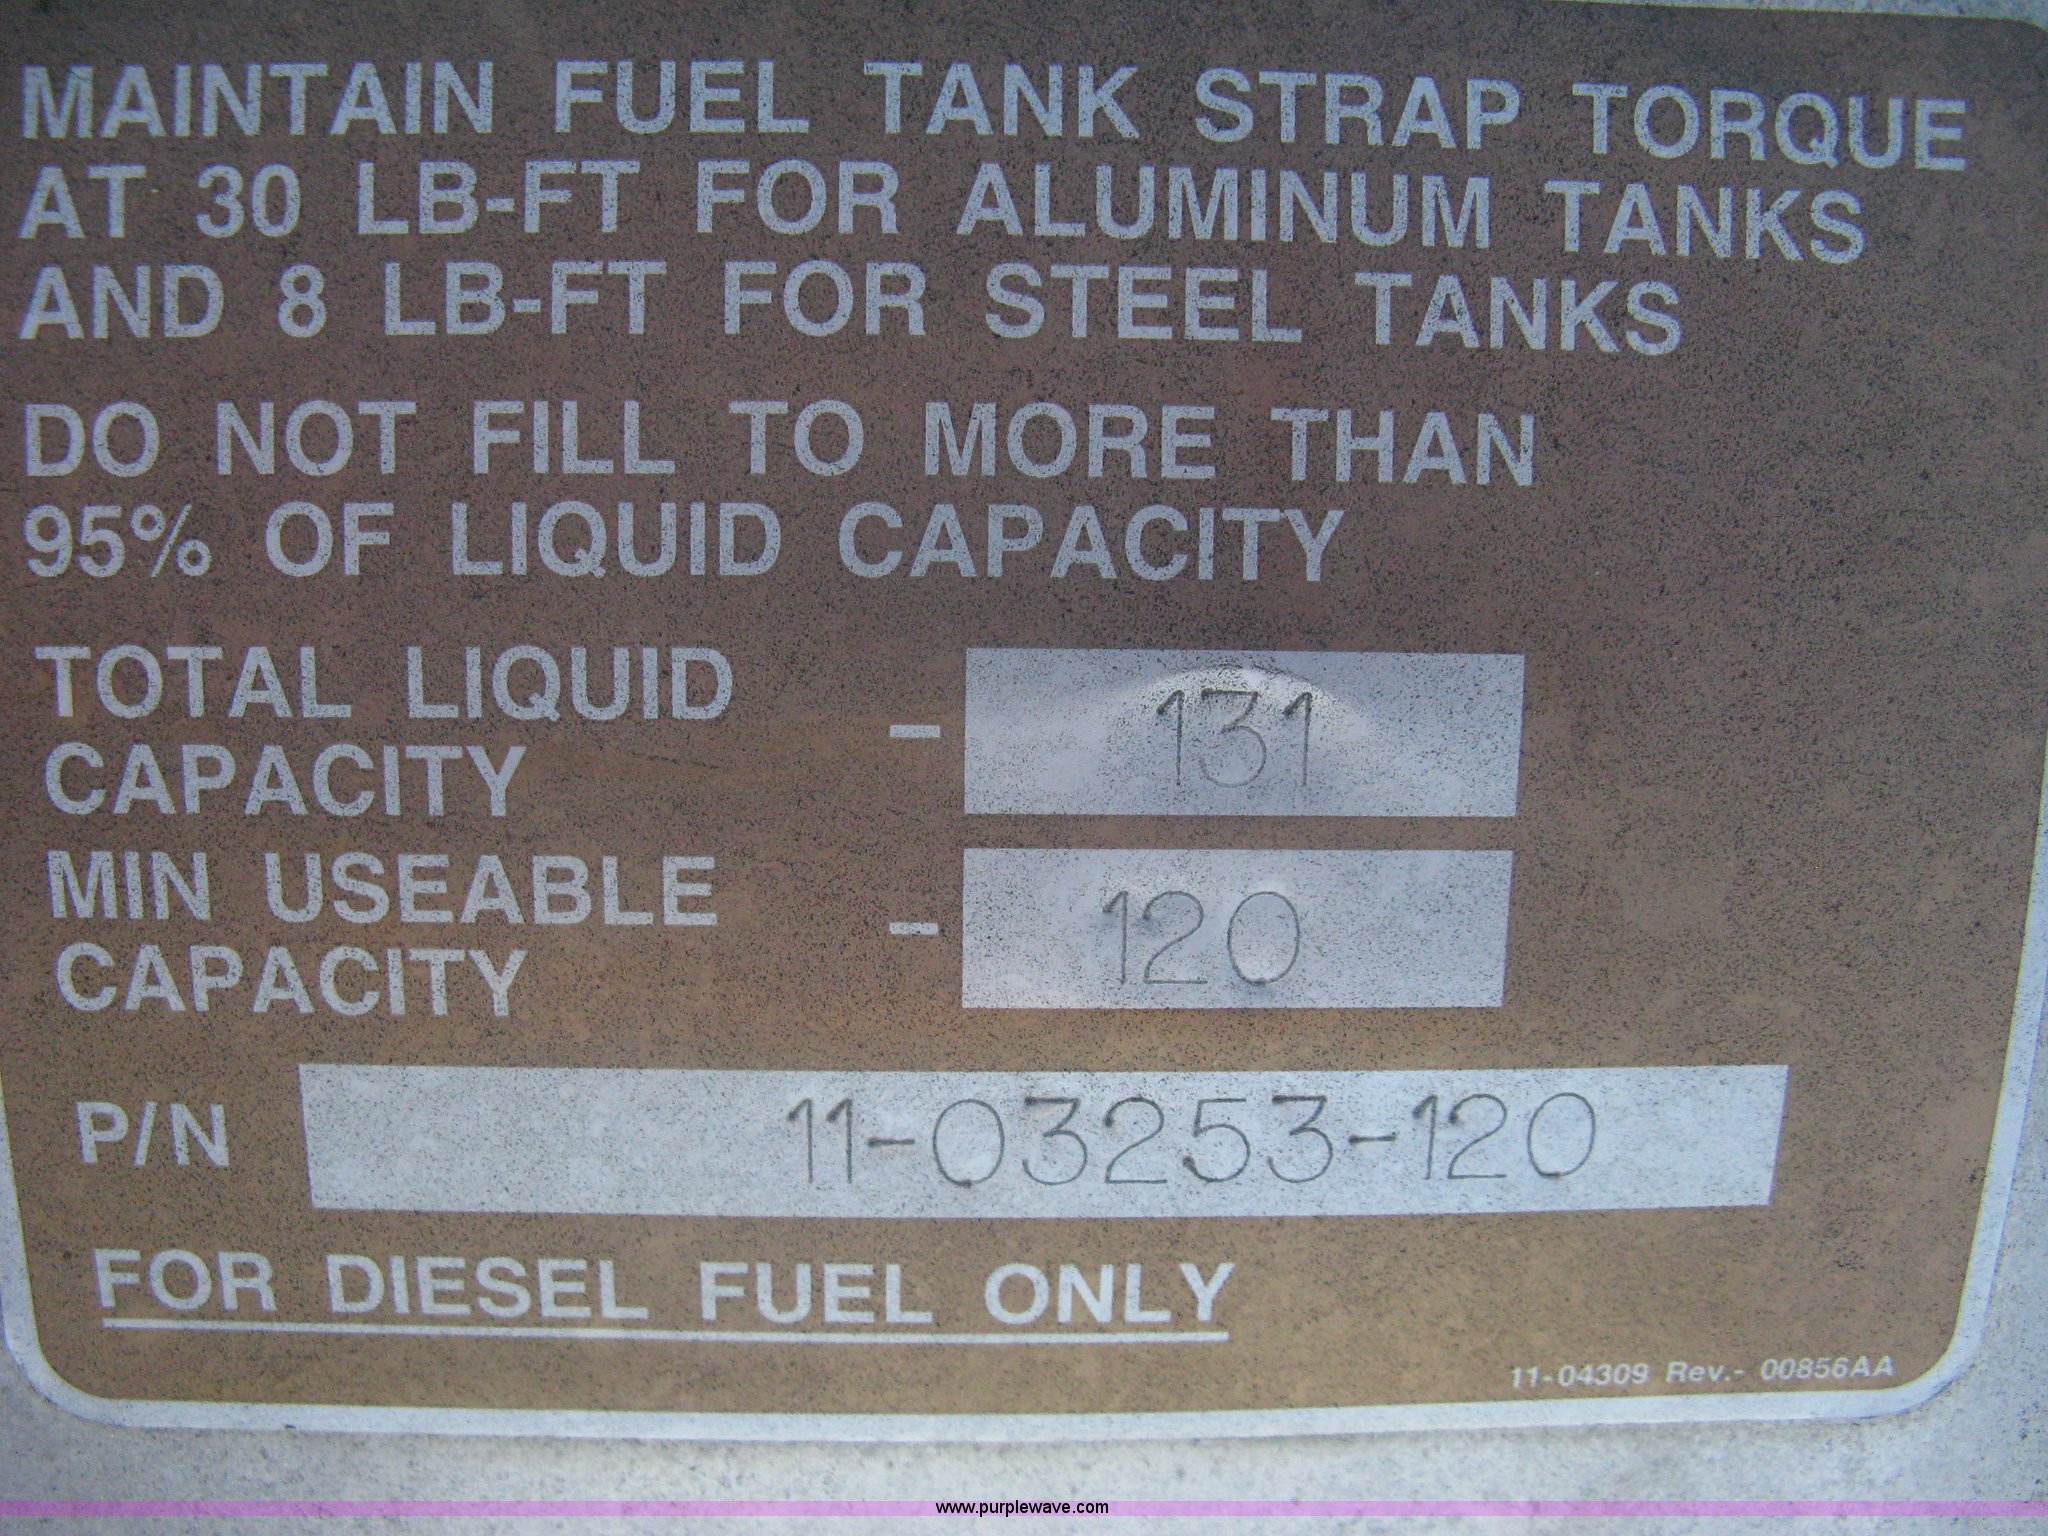 MAINTAIN FUEL TANK STRAP TORQUE
AT 30 LB-FT FOR ALUMINUM TANKS
AND 8 LB-FT FOR STEEL TANKS
DO NOT FILL TO MORE THAN
95% OF LIQUID CAPACITY
TOTAL LIQUID
CAPACITY - 131
MIN USEABLE
CAPACITY - 120
P/N 11-03253-120
FOR DIESEL FUEL ONLY
11-04309 Rev.- 00856AA
www.purplewave.com